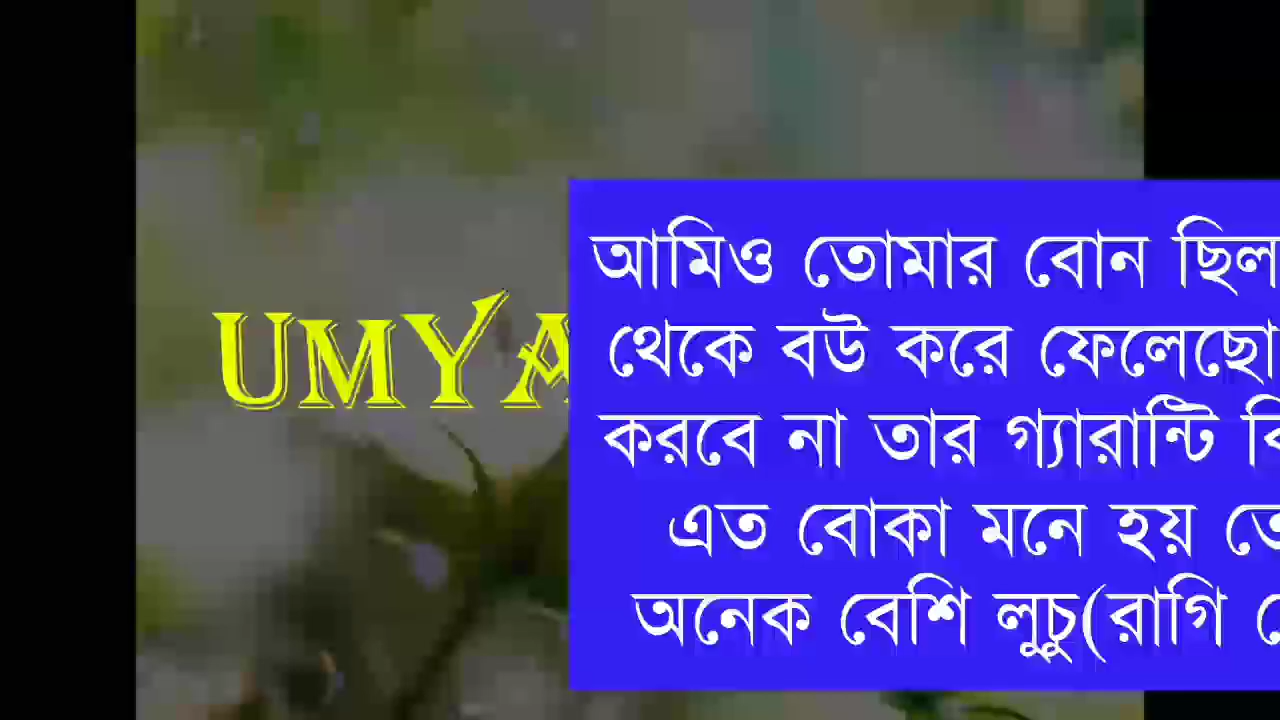 UMYA
আমিও তোমার বোন ছিল
থেকে বউ করে ফেলেছো
করবে না তার গ্যারান্টি
এত বোকা মনে হয়
অনেক বেশি লুচু(রাগি